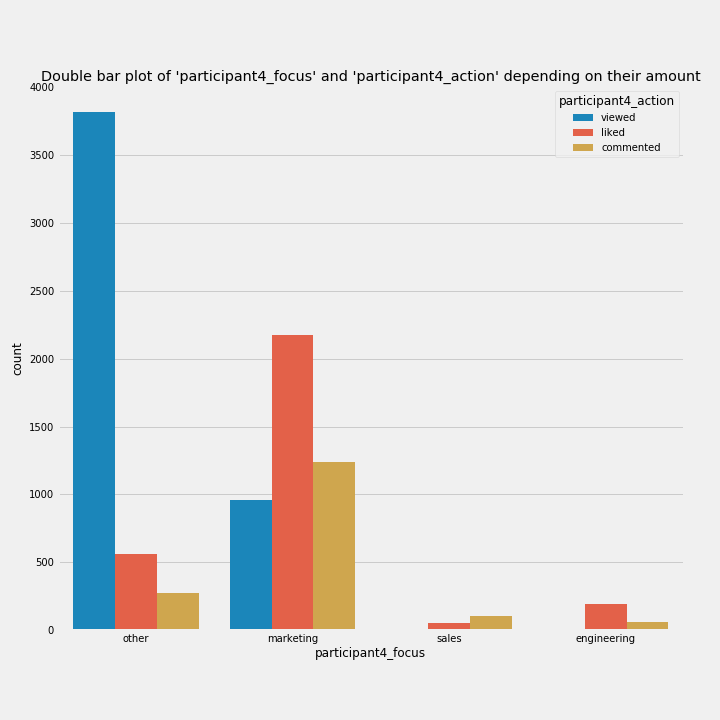 Double bar plot of 'participant4_focus' and 'participant4_action' depending on their amount
participant4_action
viewed
liked
commented
4000
3500
3000
2500
2000
1500
1000
500
0
count
other
marketing
sales
engineering
participant4_focus